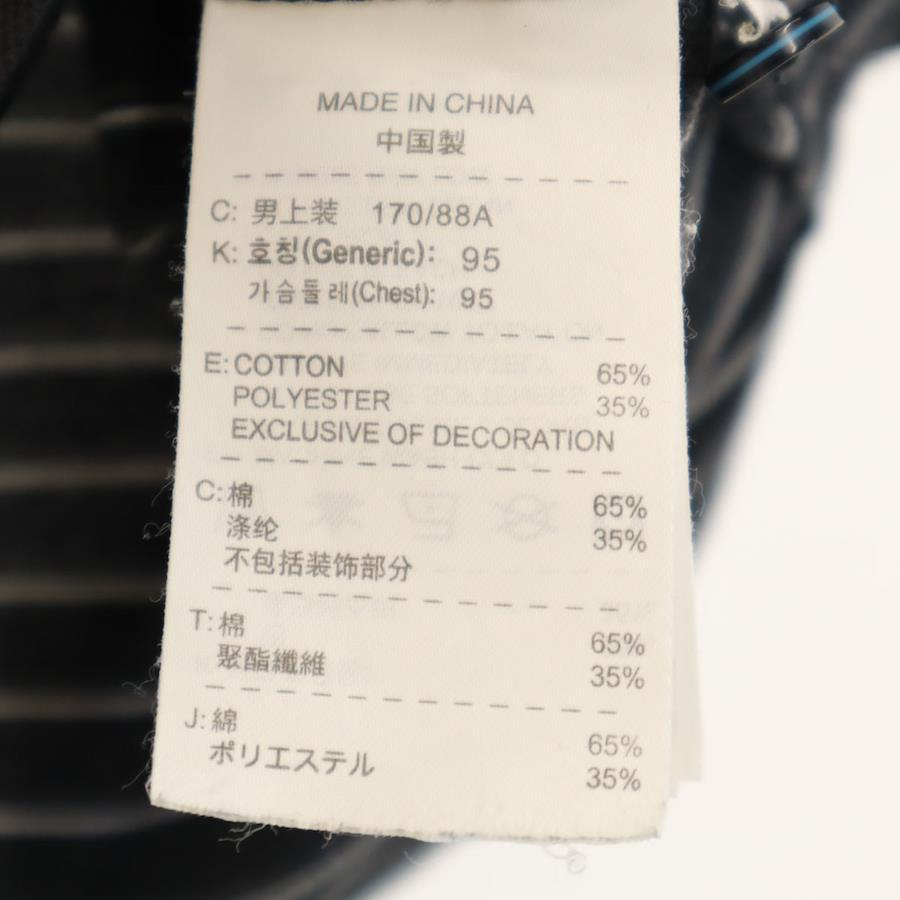 MADE IN CHINA
中国製
C: 男上装 170/88A
K: 호칭(Generic): 95
가슴둘레(Chest): 95
E: COTTON 65%
POLYESTER 35%
EXCLUSIVE OF DECORATION
C: 棉 65%
涤纶 35%
不包括装饰部分
T: 棉 65%
聚酯纖維 35%
J: 綿 65%
ポリエステル 35%